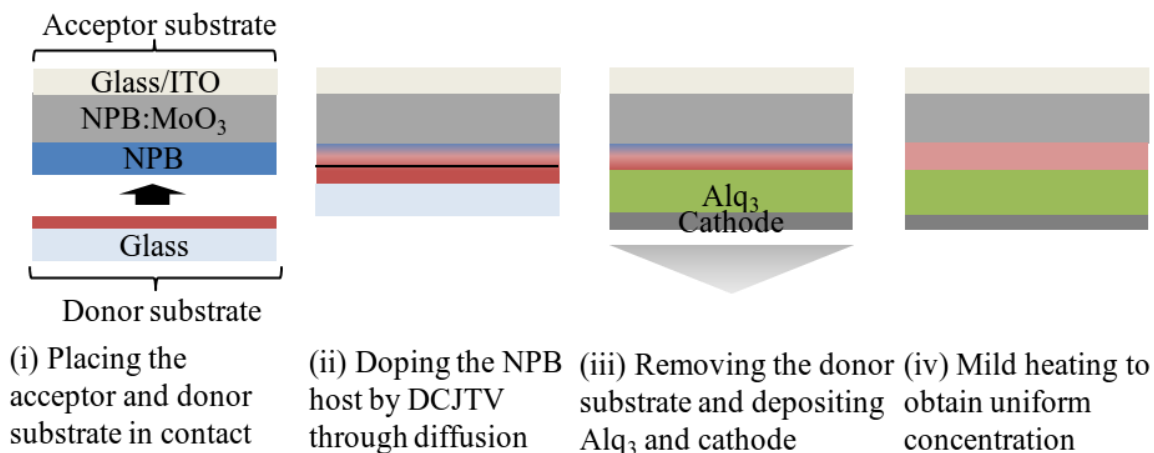 Acceptor substrate
Glass/ITO
NPB:MoO₃
NPB
Glass
Donor substrate
Alq₃
Cathode
(i) Placing the
acceptor and donor
substrate in contact
(ii) Doping the NPB
host by DCJTV
through diffusion
(iii) Removing the donor
substrate and depositing
Alq₃ and cathode
(iv) Mild heating to
obtain uniform
concentration